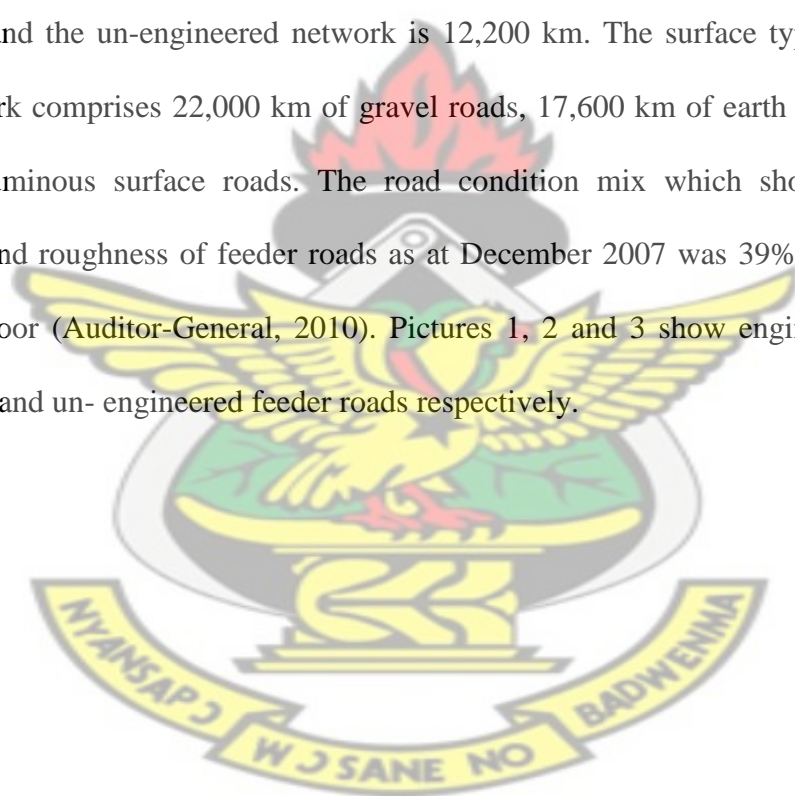 nd the un-engineered network is 12,200 km. The surface typ
rk comprises 22,000 km of gravel roads, 17,600 km of earth
uminous surface roads. The road condition mix which sho
nd roughness of feeder roads as at December 2007 was 39%
oor (Auditor-General, 2010). Pictures 1, 2 and 3 show engin
and un- engineered feeder roads respectively.
NYANSAPƆ
WƆSANE NO
BADWENMA